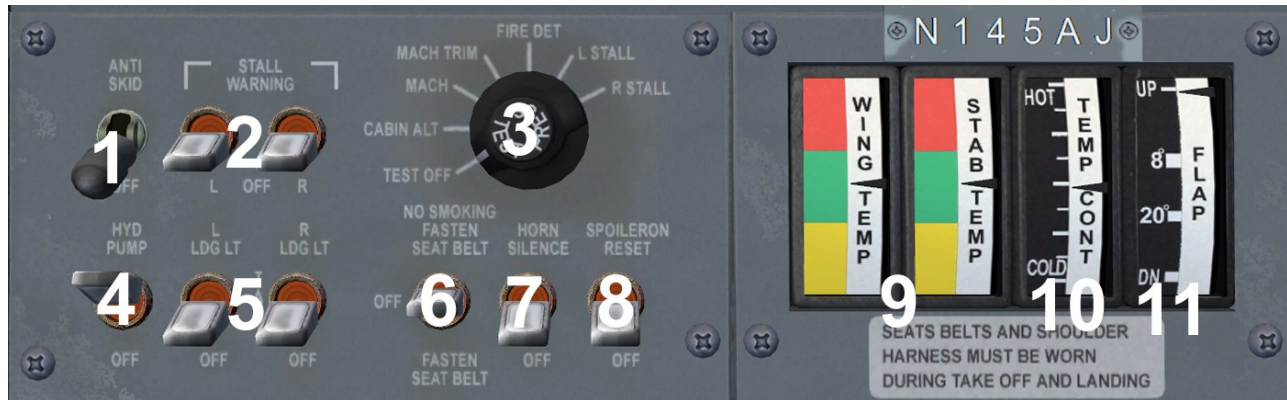 ANTI
SKID
STALL
WARNING
OFF
L OFF R
1
2
FIRE DET
MACH TRIM
L STALL
MACH
R STALL
CABIN ALT
TEST OFF
3
HYD
PUMP
L
LDG LT
R
LDG LT
NO SMOKING
FASTEN
SEAT BELT
HORN
SILENCE
SPOILERON
RESET
OFF
4
5
6
7
8
OFF
OFF
OFF
FASTEN
SEAT BELT
OFF
OFF
N145AJ
WING TEMP
STAB TEMP
HOT
TEMP CONT
COLD
UP
8°
20°
DN
FLAP
9
10
11
SEATS BELTS AND SHOULDER
HARNESS MUST BE WORN
DURING TAKE OFF AND LANDING